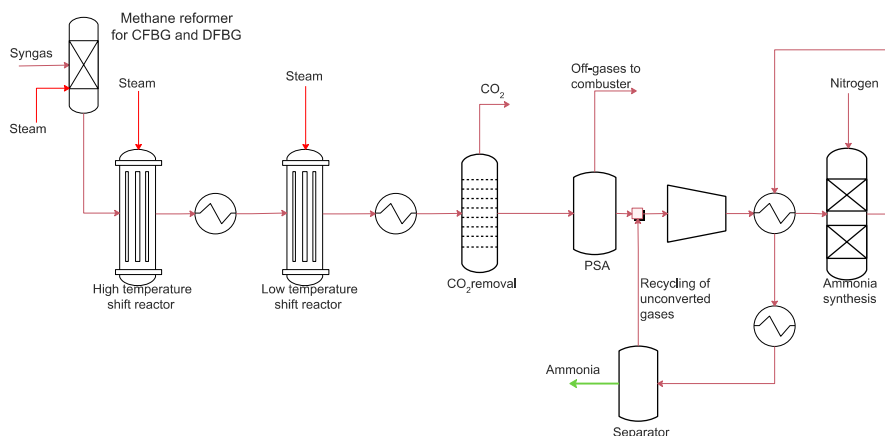 Methane reformer
for CFBG and DFBG
Syngas
Steam
Steam
Steam
High temperature
shift reactor
Low temperature
shift reactor
CO₂
CO₂removal
Off-gases to
combuster
PSA
Recycling of
unconverted
gases
Nitrogen
Ammonia
synthesis
Ammonia
Separator